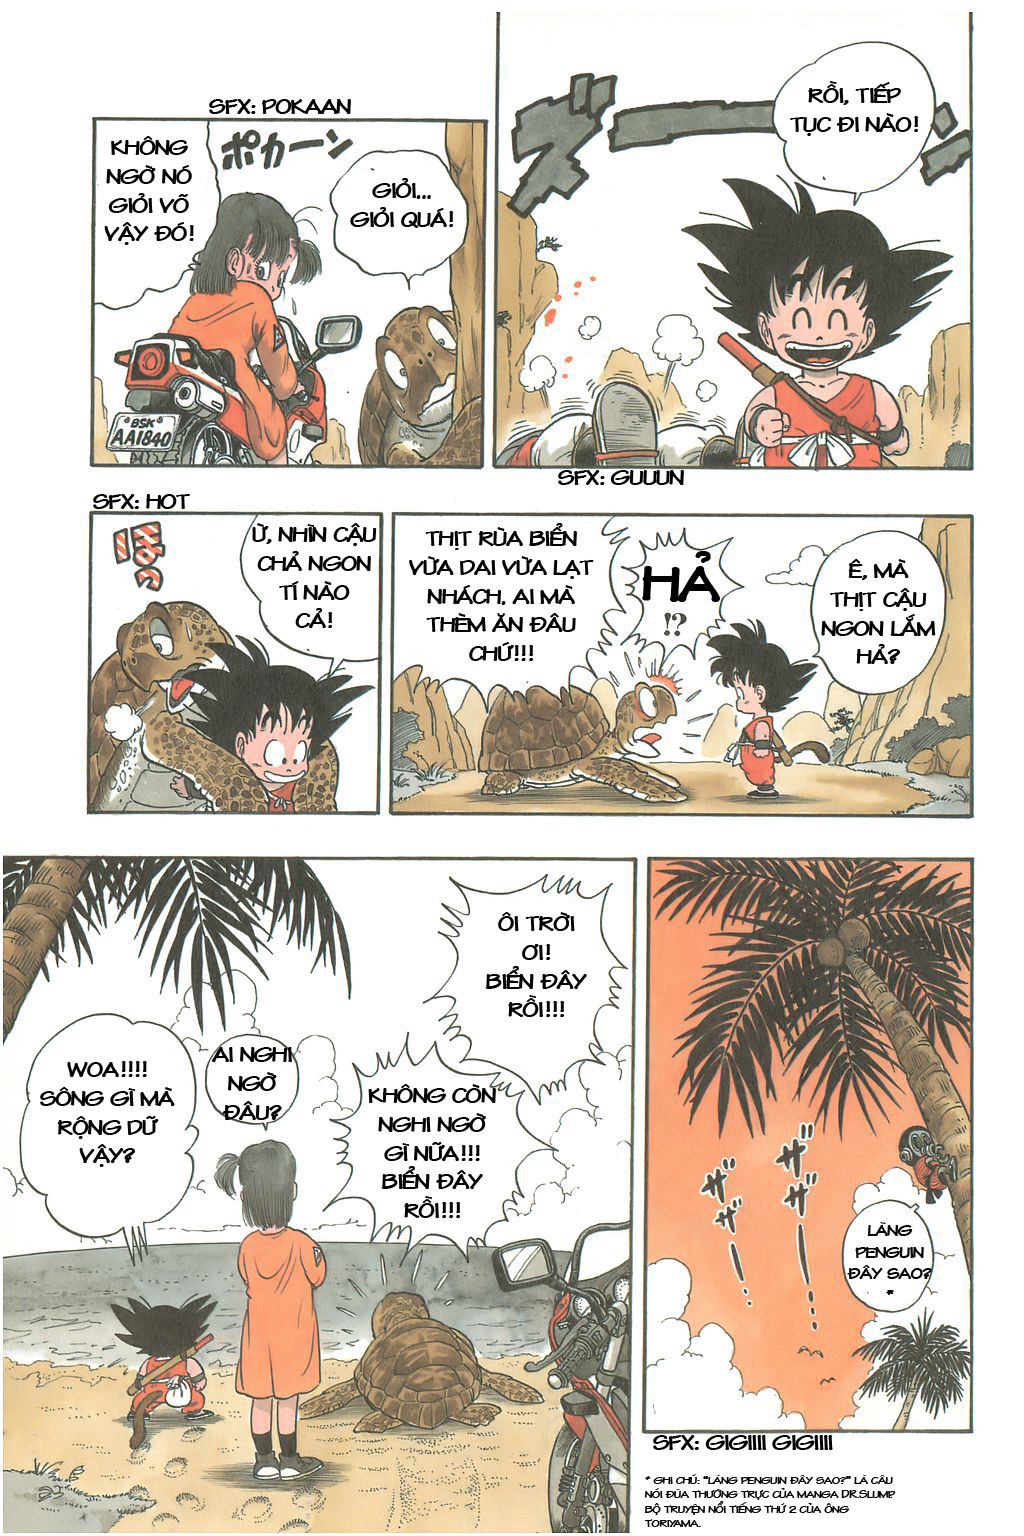 RỒI, TIẾP
TỤC ĐI NÀO!
ズーーン
SFX: GUUUN
SFX: POKAAN
ポカーン
GIỎI...
GIỎI QUÁ!
KHÔNG
NGỜ NÓ
GIỎI VÕ
VẬY ĐÓ!
BSK
AA1840
Ê, MÀ
THỊT CẬU
NGON LẮM
HẢ?
HẢ
!?
THỊT RÙA BIỂN
VỪA DAI VỪA LẠT
NHÁCH. AI MÀ
THÈM ĂN ĐÂU
CHỨ!!!
SFX: HOT
ほっ
Ừ, NHÌN CẬU
CHẢ NGON
TÍ NÀO
CẢ!
ザザーー
ザザーー
LÀNG
PENGUIN
ĐÂY SAO?
*
SFX: GIGIIII GIGIIII
* GHI CHÚ: "LÀNG PENGUIN ĐÂY SAO?" LÀ CÂU
NÓI ĐÙA THƯỜNG TRỰC CỦA MANGA DR.SLUMP.
BỘ TRUYỆN NỔI TIẾNG THỨ 2 CỦA ÔNG
TORIYAMA.
ÔI TRỜI
ƠI!
BIỂN ĐÂY
RỒI!!!
KHÔNG CÒN
NGHI NGỜ
GÌ NỮA!!!
BIỂN ĐÂY
RỒI!!!
AI NGHI
NGỜ
ĐÂU?
WOA!!!!
SÔNG GÌ MÀ
RỘNG DỮ
VẬY?